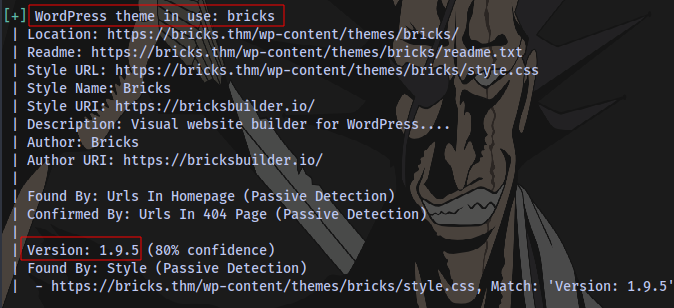 [+] WordPress theme in use: bricks
| Location: https://bricks.thm/wp-content/themes/bricks/
| Readme: https://bricks.thm/wp-content/themes/bricks/readme.txt
| Style URL: https://bricks.thm/wp-content/themes/bricks/style.css
| Style Name: Bricks
| Style URI: https://bricksbuilder.io/
| Description: Visual website builder for WordPress....
| Author: Bricks
| Author URI: https://bricksbuilder.io/
|
| Found By: Urls In Homepage (Passive Detection)
| Confirmed By: Urls In 404 Page (Passive Detection)
|
| Version: 1.9.5 (80% confidence)
| Found By: Style (Passive Detection)
|  - https://bricks.thm/wp-content/themes/bricks/style.css, Match: 'Version: 1.9.5'